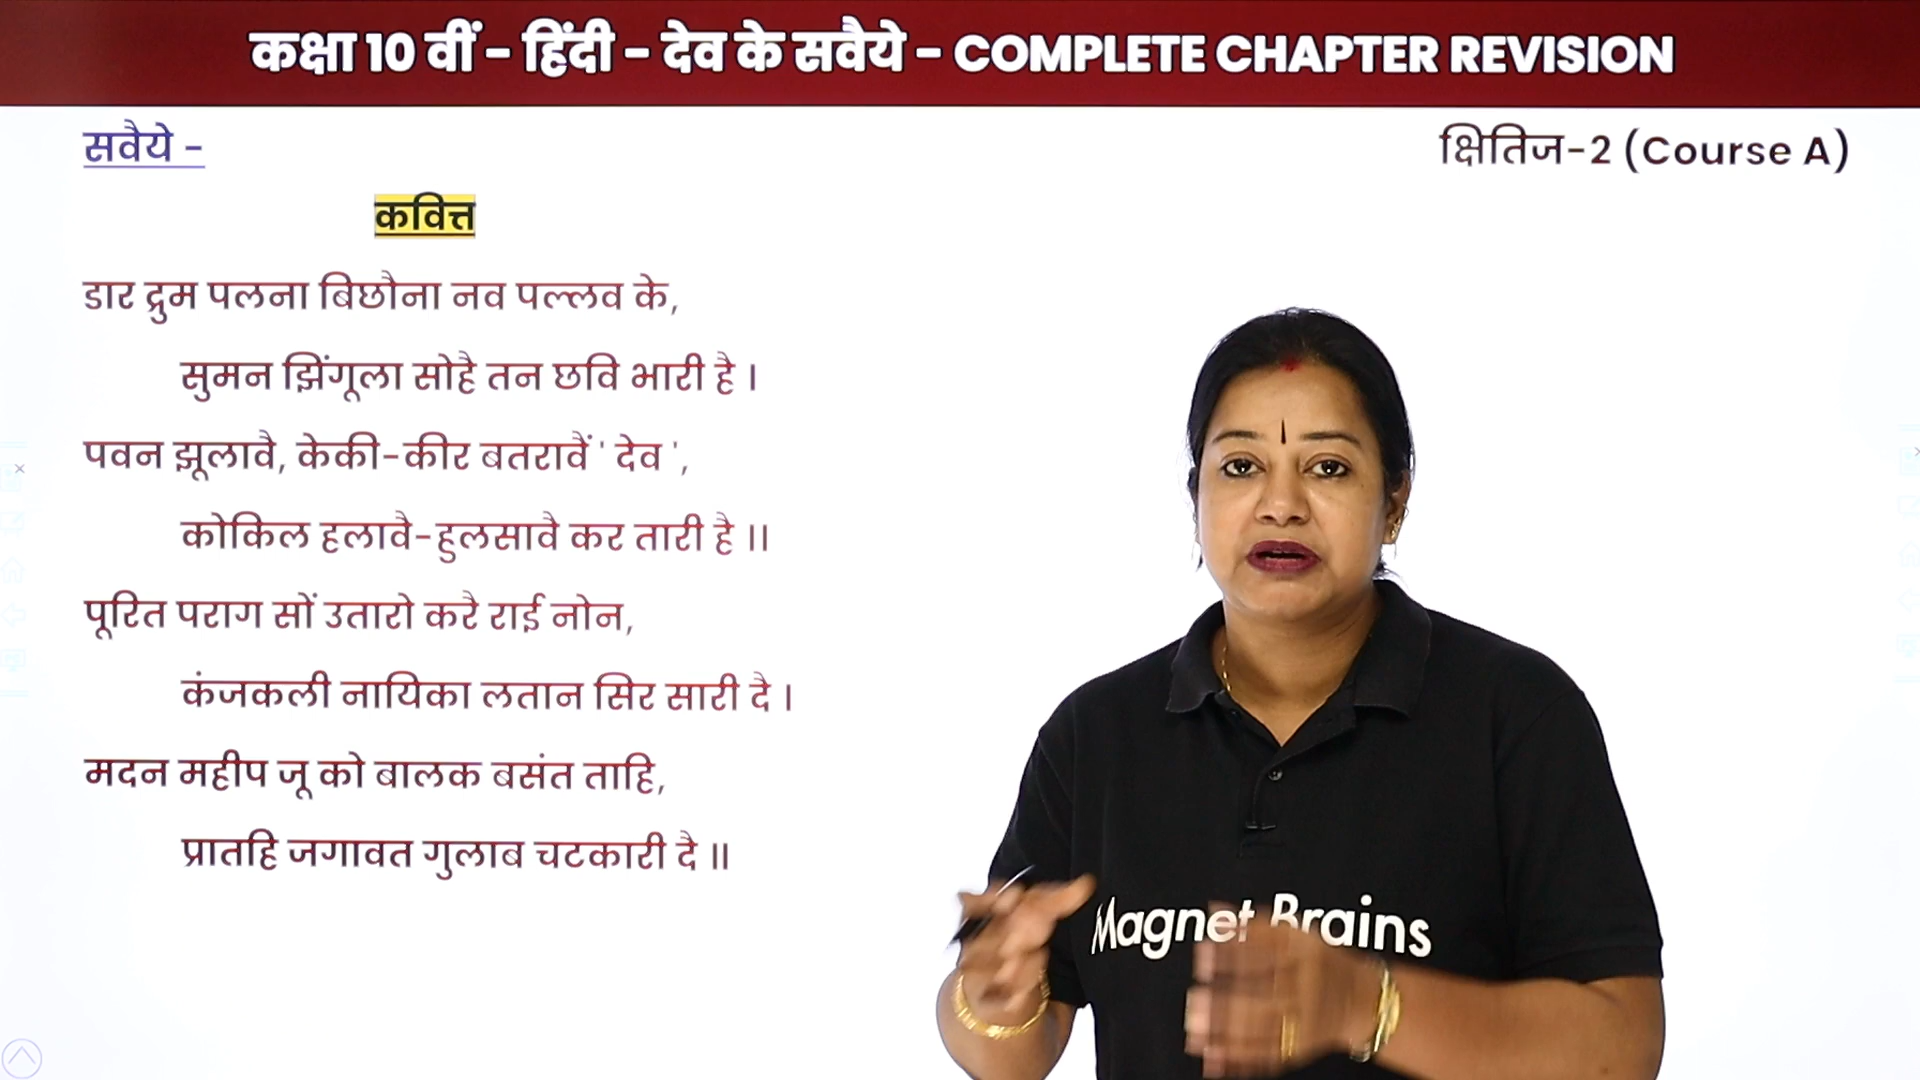 कक्षा 10 वीं - हिंदी - देव के सवैये - COMPLETE CHAPTER REVISION
सवैये -
क्षितिज-2 (Course A)
कवित्त
डार द्रुम पलना बिछौना नव पल्लव के,
सुमन झिंगूला सोहै तन छवि भारी है ।
पवन झूलावै, केकी-कीर बतरावैं ' देव ',
कोकिल हलावै-हुलसावै कर तारी है ।।
पूरित पराग सों उतारो करै राई नोन,
कंजकली नायिका लतान सिर सारी दै ।
मदन महीप जू को बालक बसंत ताहि,
प्रातहि जगावत गुलाब चटकारी दै ॥
Magnet Brains